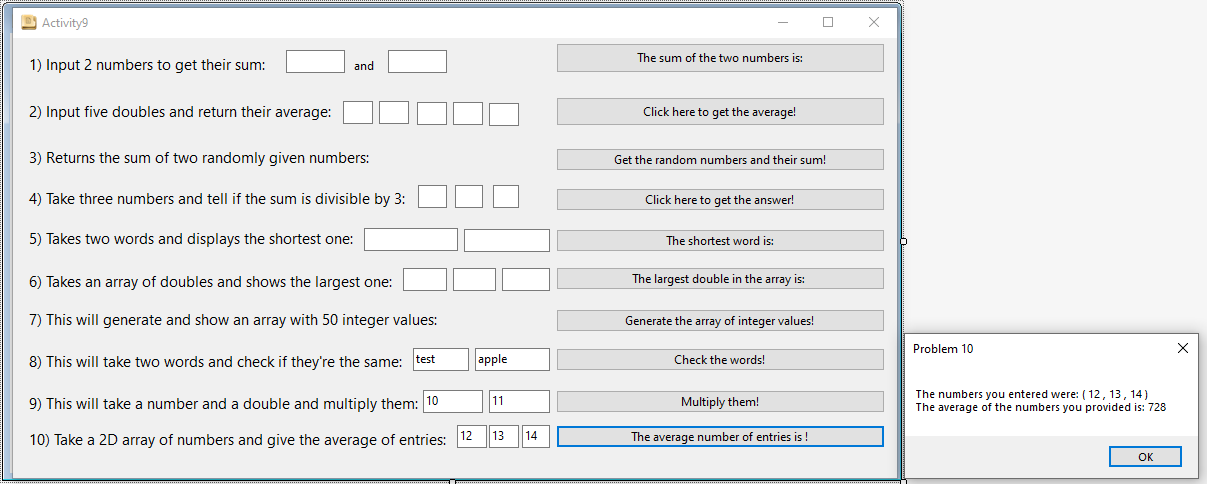 Activity9
1) Input 2 numbers to get their sum: and The sum of the two numbers is:
2) Input five doubles and return their average: Click here to get the average!
3) Returns the sum of two randomly given numbers: Get the random numbers and their sum!
4) Take three numbers and tell if the sum is divisible by 3: Click here to get the answer!
5) Takes two words and displays the shortest one: The shortest word is:
6) Takes an array of doubles and shows the largest one: The largest double in the array is:
7) This will generate and show an array with 50 integer values: Generate the array of integer values!
8) This will take two words and check if they're the same: test apple Check the words!
9) This will take a number and a double and multiply them: 10 11 Multiply them!
10) Take a 2D array of numbers and give the average of entries: 12 13 14 The average number of entries is !
Problem 10
The numbers you entered were: ( 12 , 13 , 14 )
The average of the numbers you provided is: 728
OK